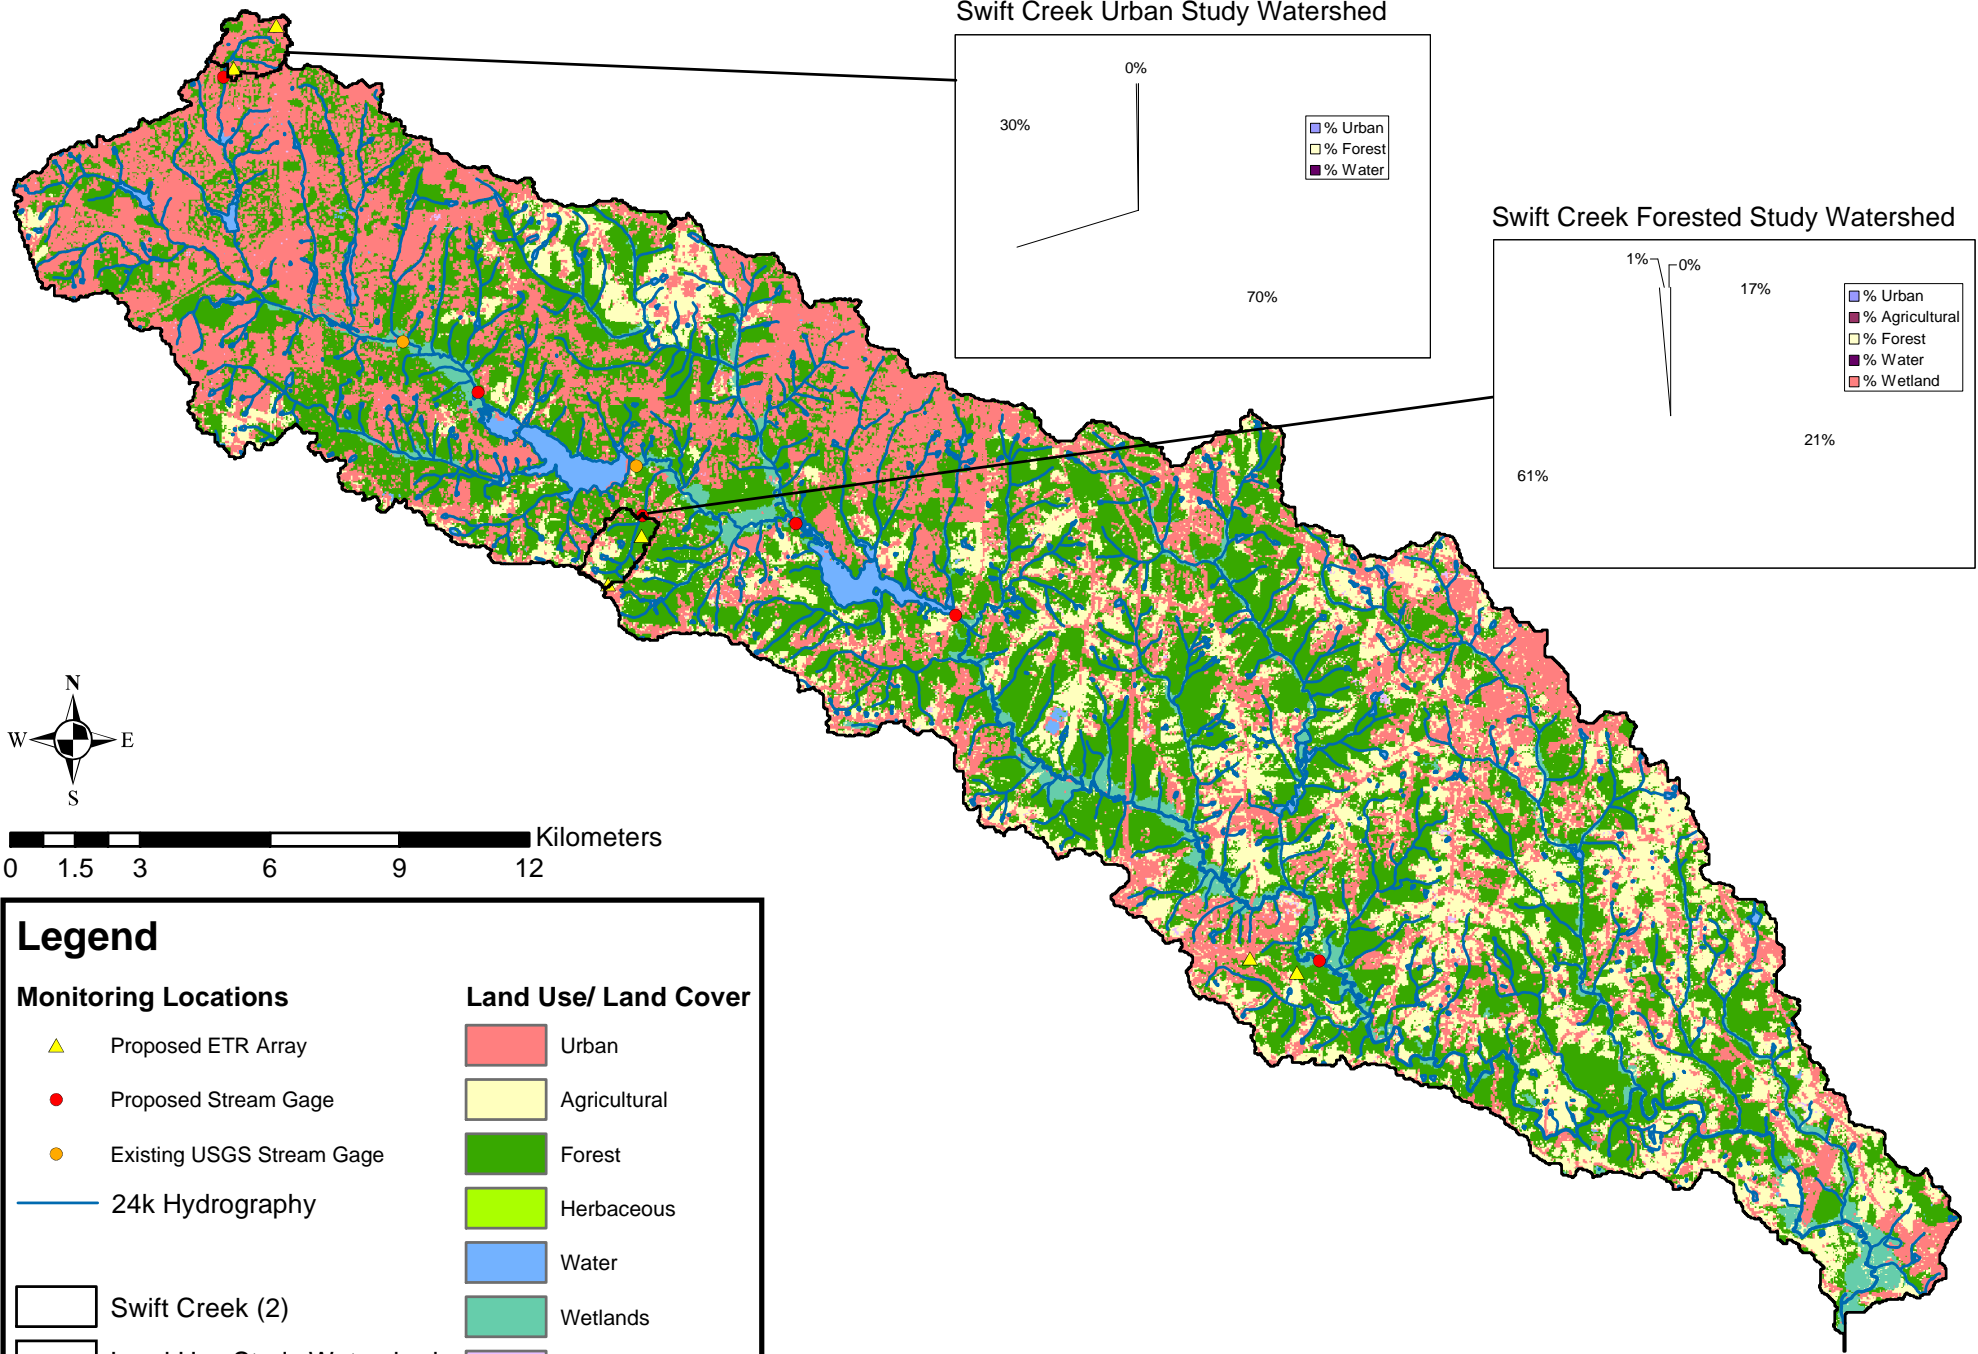 Swift Creek Urban Study Watershed
0%
30%
70%
% Urban
% Forest
% Water
Swift Creek Forested Study Watershed
1%
0%
17%
21%
61%
% Urban
% Agricultural
% Forest
% Water
% Wetland
N
W
E
S
Kilometers
0 1.5 3 6 9 12
Legend
Monitoring Locations
Proposed ETR Array
Proposed Stream Gage
Existing USGS Stream Gage
24k Hydrography
Swift Creek (2)
Land Use/ Land Cover
Urban
Agricultural
Forest
Herbaceous
Water
Wetlands